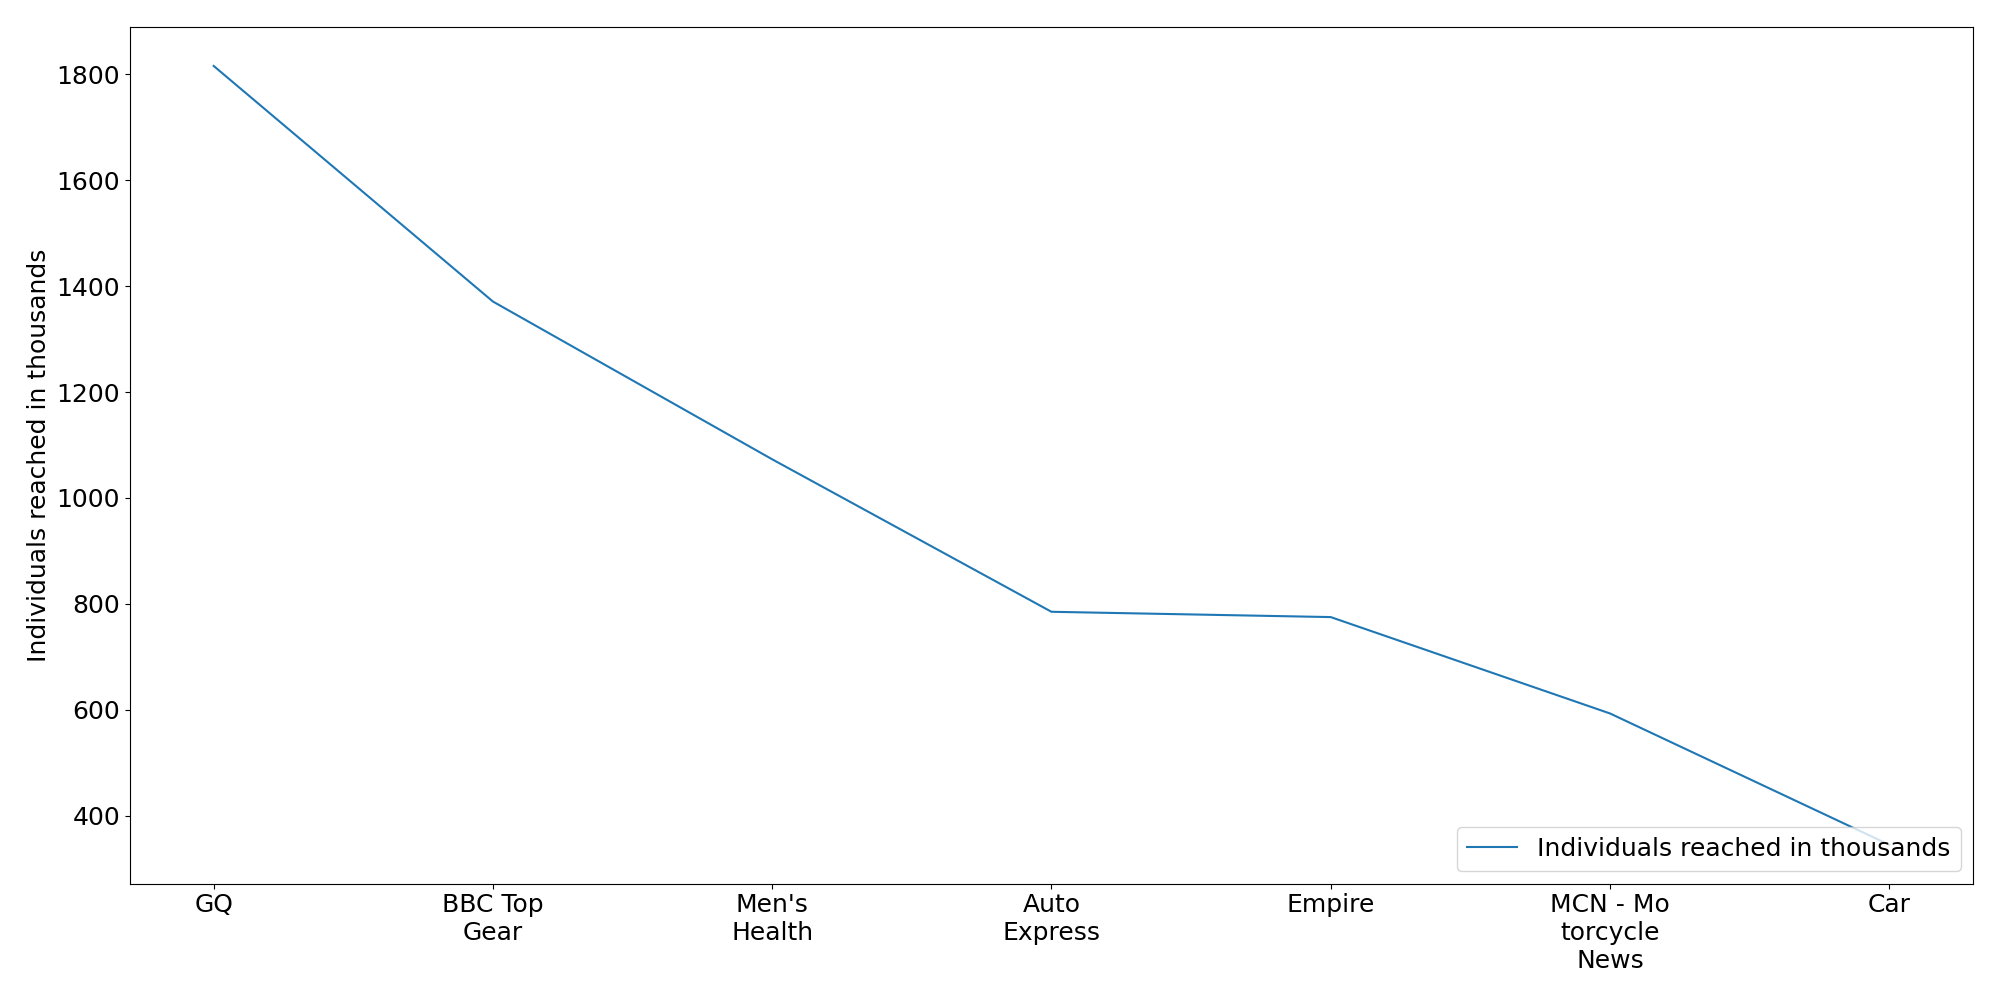 Individuals reached in thousands
1800
1600
1400
1200
1000
800
600
400
Individuals reached in thousands
GQ
BBC Top
Gear
Men's
Health
Auto
Express
Empire
MCN - Mo
torcycle
News
Car